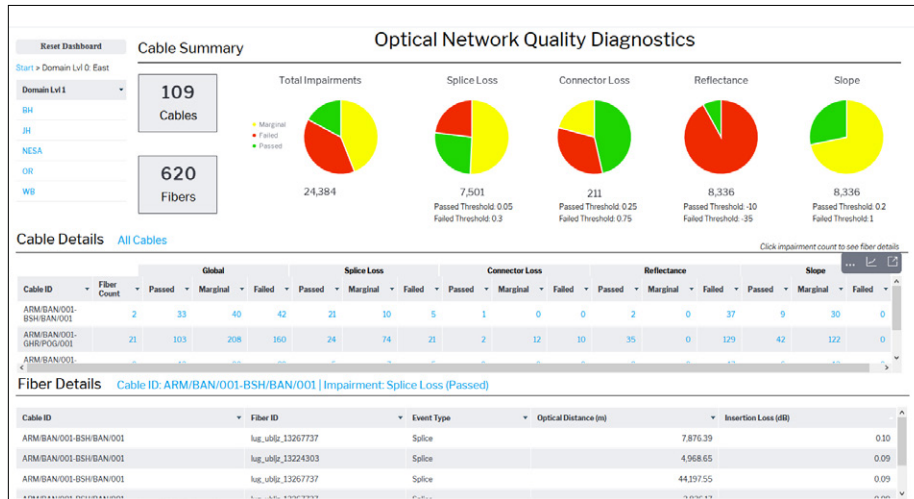 Optical Network Quality Diagnostics
Reset Dashboard
Start > Domain Lvl 0: East
Domain Lvl 1
BH
JH
NESA
OR
WB
Cable Summary
109
Cables
620
Fibers
Total Impairments
Marginal
Failed
Passed
24,384
Splice Loss
7,501
Passed Threshold: 0.05
Failed Threshold: 0.3
Connector Loss
211
Passed Threshold: 0.25
Failed Threshold: 0.75
Reflectance
8,336
Passed Threshold: -10
Failed Threshold: -35
Slope
8,336
Passed Threshold: 0.2
Failed Threshold: 1
Cable Details All Cables
Click impairment count to see fiber details
Global Splice Loss Connector Loss Reflectance Slope
Cable ID Fiber Count Passed Marginal Failed Passed Marginal Failed Passed Marginal Failed Passed Marginal Failed Passed Marginal Failed
ARM/BAN/001-
BSH/BAN/001 2 33 40 42 21 10 5 1 0 0 2 0 37 9 30 0
ARM/BAN/001-
GHR/POG/001 21 103 208 160 24 74 21 2 12 10 35 0 129 42 122 0
ARM/BAN/001-
Fiber Details Cable ID: ARM/BAN/001-BSH/BAN/001 | Impairment: Splice Loss (Passed)
Cable ID Fiber ID Event Type Optical Distance (m) Insertion Loss (dB)
ARM/BAN/001-BSH/BAN/001 lug_ubljz_13267737 Splice 7,876.39 0.10
ARM/BAN/001-BSH/BAN/001 lug_ubljz_13224303 Splice 4,968.65 0.09
ARM/BAN/001-BSH/BAN/001 lug_ubljz_13267737 Splice 44,197.55 0.09